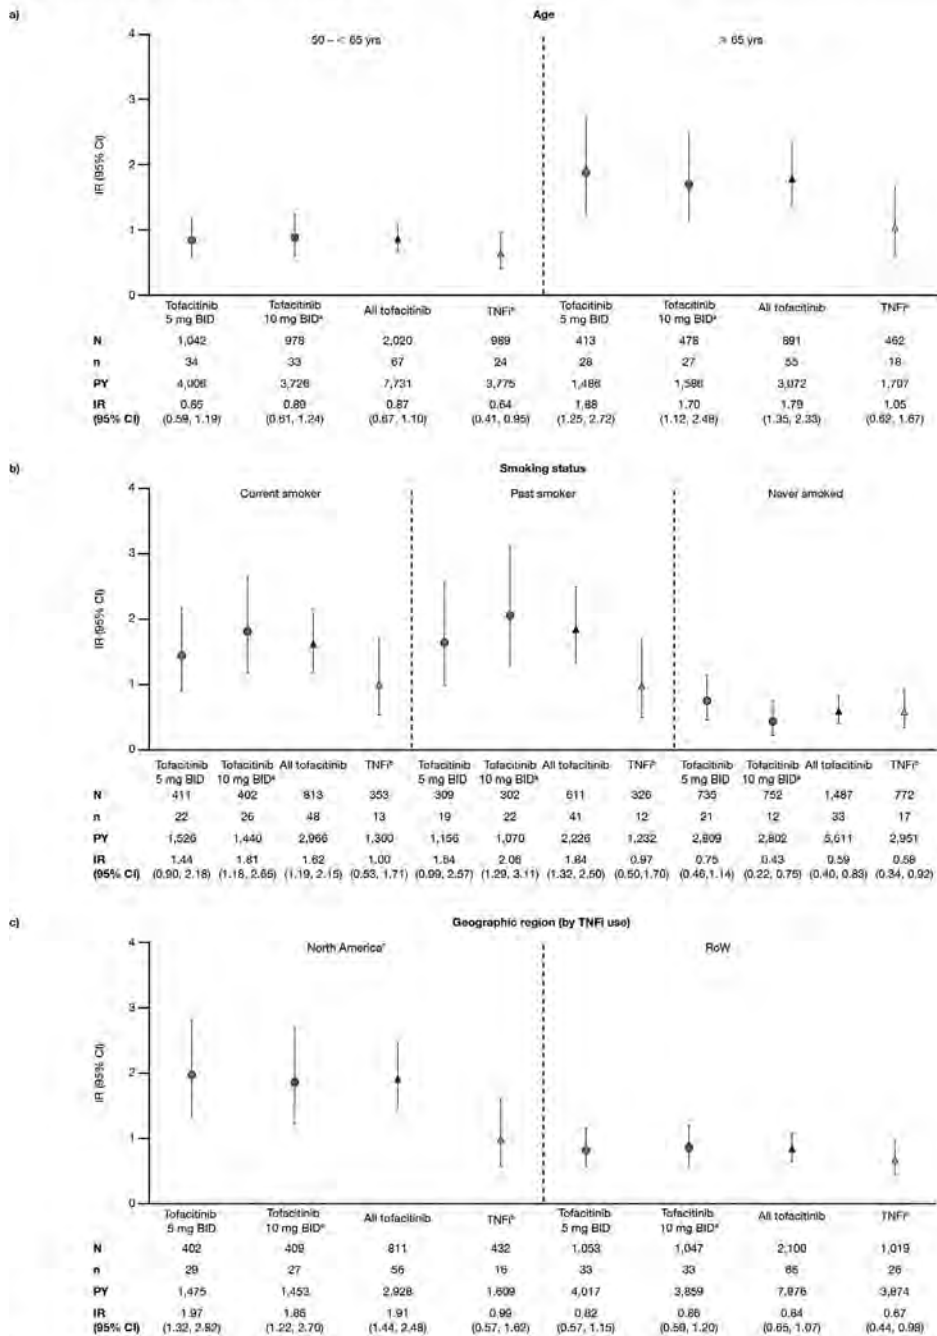 a)
Age
50 – < 65 yrs
≥ 65 yrs
4
3
2
1
0
IR (95% CI)
Tofacitinib 5 mg BID Tofacitinib 10 mg BIDᵃ All tofacitinib TNFiᵇ Tofacitinib 5 mg BID Tofacitinib 10 mg BIDᵃ All tofacitinib TNFiᵇ
N 1,042 978 2,020 989 413 478 891 462
n 34 33 67 24 28 27 55 18
PY 4,006 3,726 7,731 3,775 1,486 1,586 3,072 1,707
IR 0.85 0.89 0.87 0.64 1.88 1.70 1.79 1.05
(95% CI) (0.59, 1.19) (0.61, 1.24) (0.67, 1.10) (0.41, 0.95) (1.25, 2.72) (1.12, 2.48) (1.35, 2.33) (0.62, 1.67)
b)
Smoking status
Current smoker
Past smoker
Never smoked
4
3
2
1
0
IR (95% CI)
Tofacitinib 5 mg BID Tofacitinib 10 mg BIDᵃ All tofacitinib TNFiᵇ Tofacitinib 5 mg BID Tofacitinib 10 mg BIDᵃ All tofacitinib TNFiᵇ Tofacitinib 5 mg BID Tofacitinib 10 mg BIDᵃ All tofacitinib TNFiᵇ
N 411 402 813 353 309 302 611 326 735 752 1,487 772
n 22 26 48 13 19 22 41 12 21 12 33 17
PY 1,526 1,440 2,966 1,300 1,156 1,070 2,226 1,232 2,809 2,802 5,611 2,951
IR 1.44 1.81 1.62 1.00 1.64 2.06 1.84 0.97 0.75 0.43 0.59 0.58
(95% CI) (0.90, 2.18) (1.18, 2.65) (1.19, 2.15) (0.53, 1.71) (0.99, 2.57) (1.29, 3.11) (1.32, 2.50) (0.50, 1.70) (0.46, 1.14) (0.22, 0.75) (0.40, 0.83) (0.34, 0.92)
c)
Geographic region (by TNFi use)
North Americaᶜ
RoW
4
3
2
1
0
IR (95% CI)
Tofacitinib 5 mg BID Tofacitinib 10 mg BIDᵃ All tofacitinib TNFiᵇ Tofacitinib 5 mg BID Tofacitinib 10 mg BIDᵃ All tofacitinib TNFiᵇ
N 402 409 811 432 1,053 1,047 2,100 1,019
n 29 27 56 16 33 33 66 26
PY 1,475 1,453 2,928 1,609 4,017 3,859 7,876 3,874
IR 1.97 1.86 1.91 0.99 0.82 0.86 0.84 0.67
(95% CI) (1.32, 2.82) (1.22, 2.70) (1.44, 2.48) (0.57, 1.62) (0.57, 1.15) (0.59, 1.20) (0.65, 1.07) (0.44, 0.98)